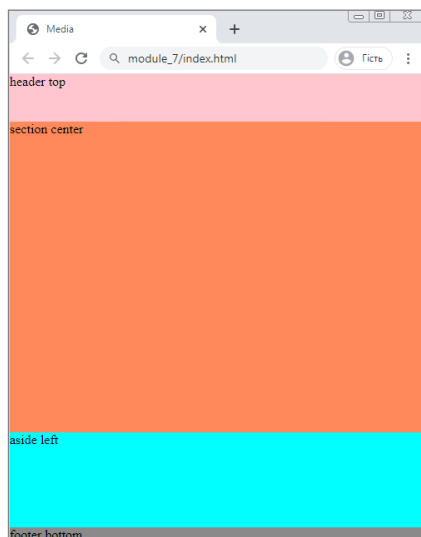 Media
module_7/index.html
Гість
header top
section center
aside left
footer bottom